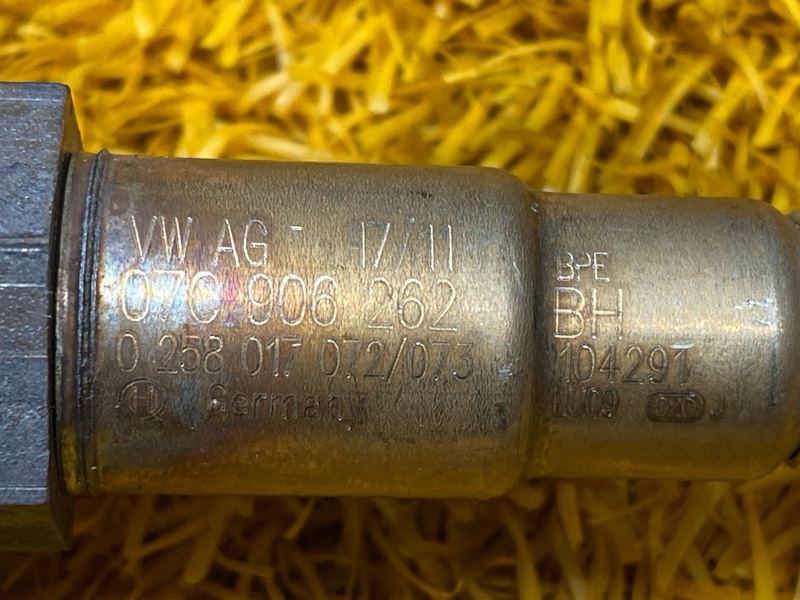 VW AG - 17/11
070 906 262
0 258 017 072/073
Germany
BPE
BH
104291